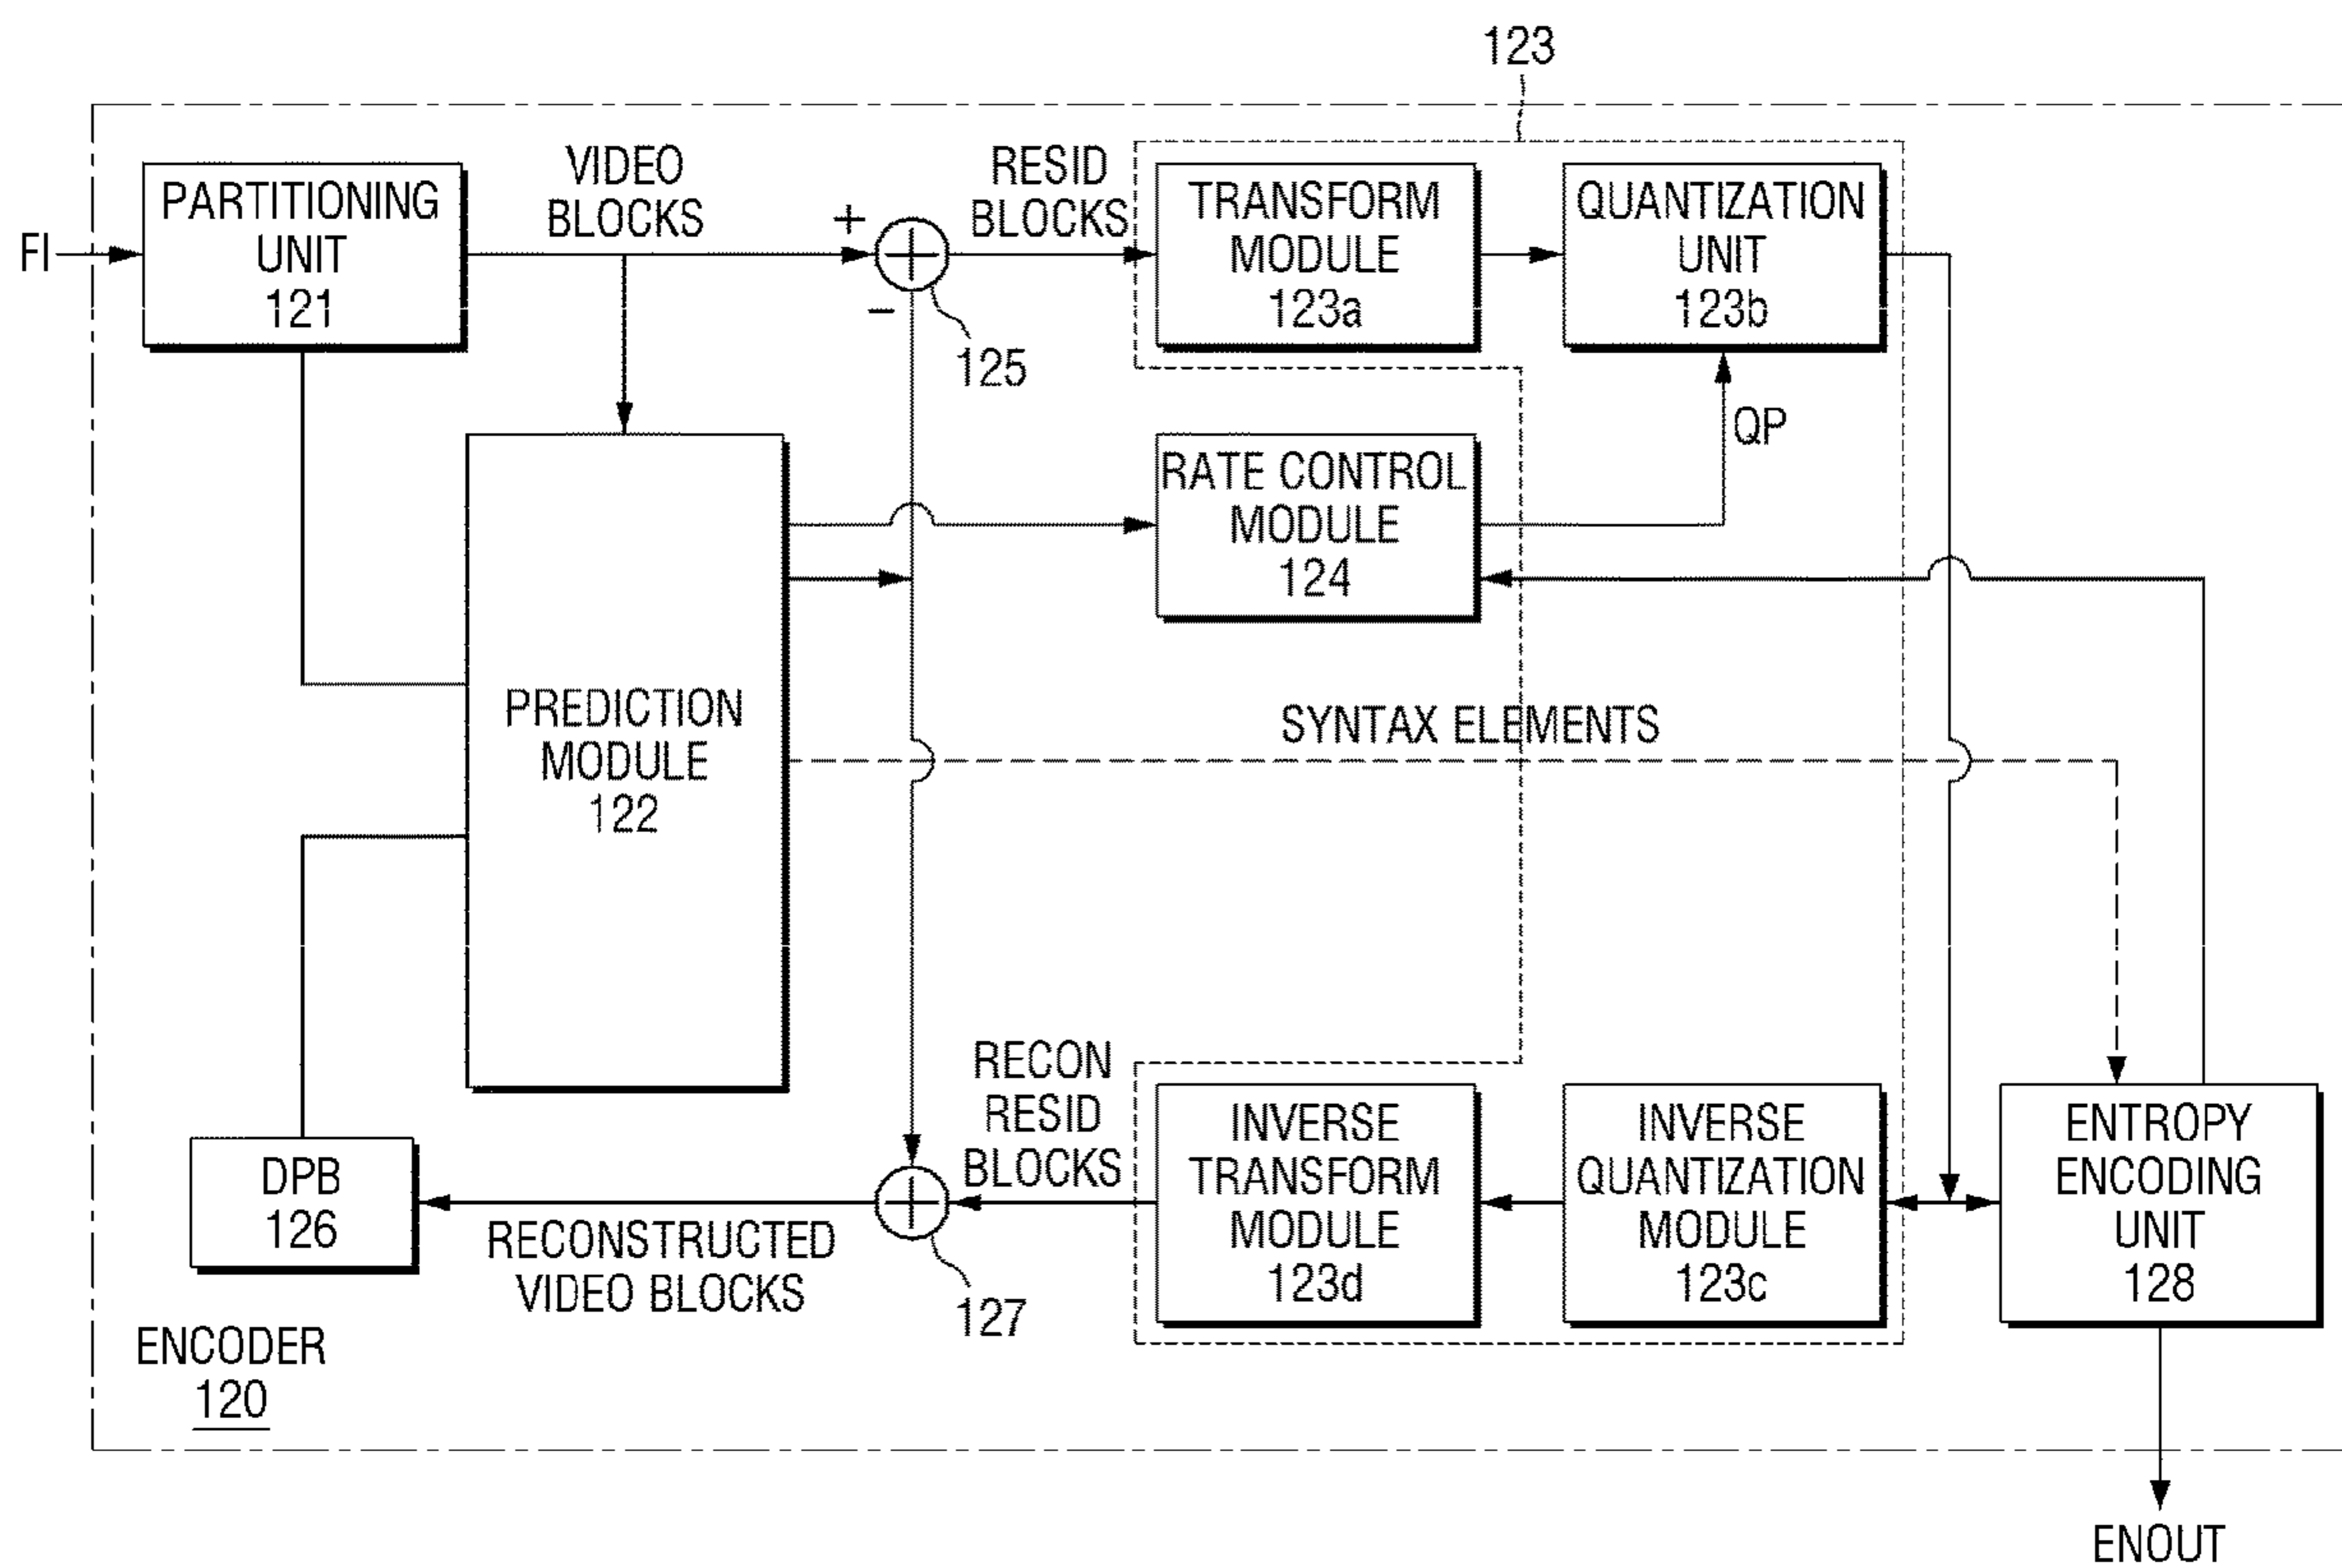 123
FI
PARTITIONING
UNIT
121
VIDEO
BLOCKS
+
−
125
RESID
BLOCKS
TRANSFORM
MODULE
123a
QUANTIZATION
UNIT
123b
QP
RATE CONTROL
MODULE
124
PREDICTION
MODULE
122
SYNTAX ELEMENTS
RECON
RESID
BLOCKS
DPB
126
RECONSTRUCTED
VIDEO BLOCKS
127
INVERSE
TRANSFORM
MODULE
123d
INVERSE
QUANTIZATION
MODULE
123c
ENTROPY
ENCODING
UNIT
128
ENCODER
120
ENOUT